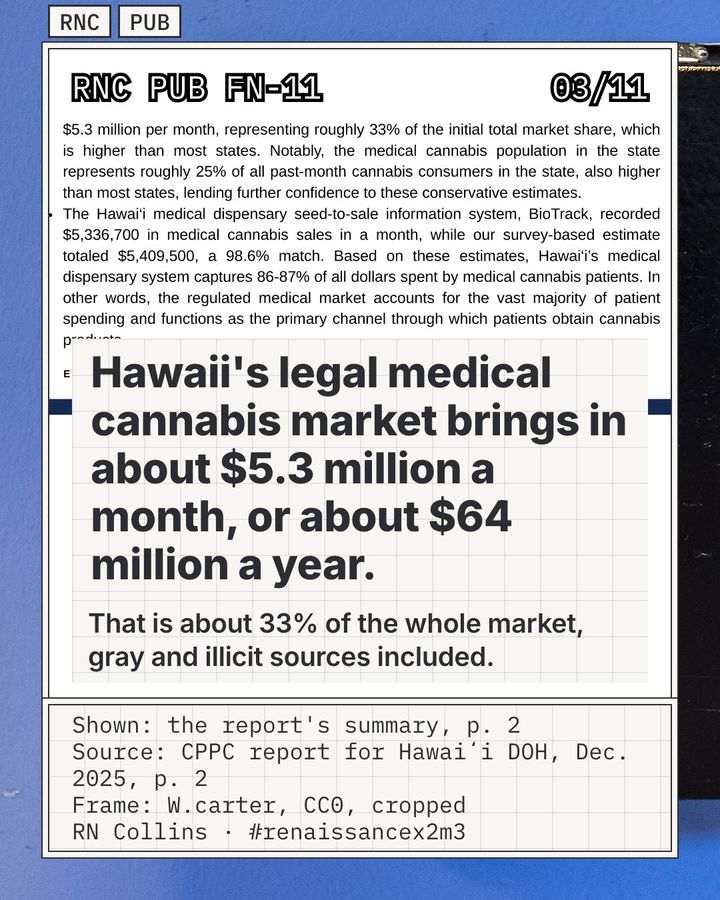 RNC PUB
RNC PUB FN-11 03/11
$5.3 million per month, representing roughly 33% of the initial total market share, which
is higher than most states. Notably, the medical cannabis population in the state
represents roughly 25% of all past-month cannabis consumers in the state, also higher
than most states, lending further confidence to these conservative estimates.
• The Hawaiʻi medical dispensary seed-to-sale information system, BioTrack, recorded
$5,336,700 in medical cannabis sales in a month, while our survey-based estimate
totaled $5,409,500, a 98.6% match. Based on these estimates, Hawaiʻi’s medical
dispensary system captures 86-87% of all dollars spent by medical cannabis patients. In
other words, the regulated medical market accounts for the vast majority of patient
spending and functions as the primary channel through which patients obtain cannabis
products.
Hawaii's legal medical
cannabis market brings in
about $5.3 million a
month, or about $64
million a year.
That is about 33% of the whole market,
gray and illicit sources included.
Shown: the report's summary, p. 2
Source: CPPC report for Hawaiʻi DOH, Dec.
2025, p. 2
Frame: W.carter, CC0, cropped
RN Collins · #renaissancex2m3